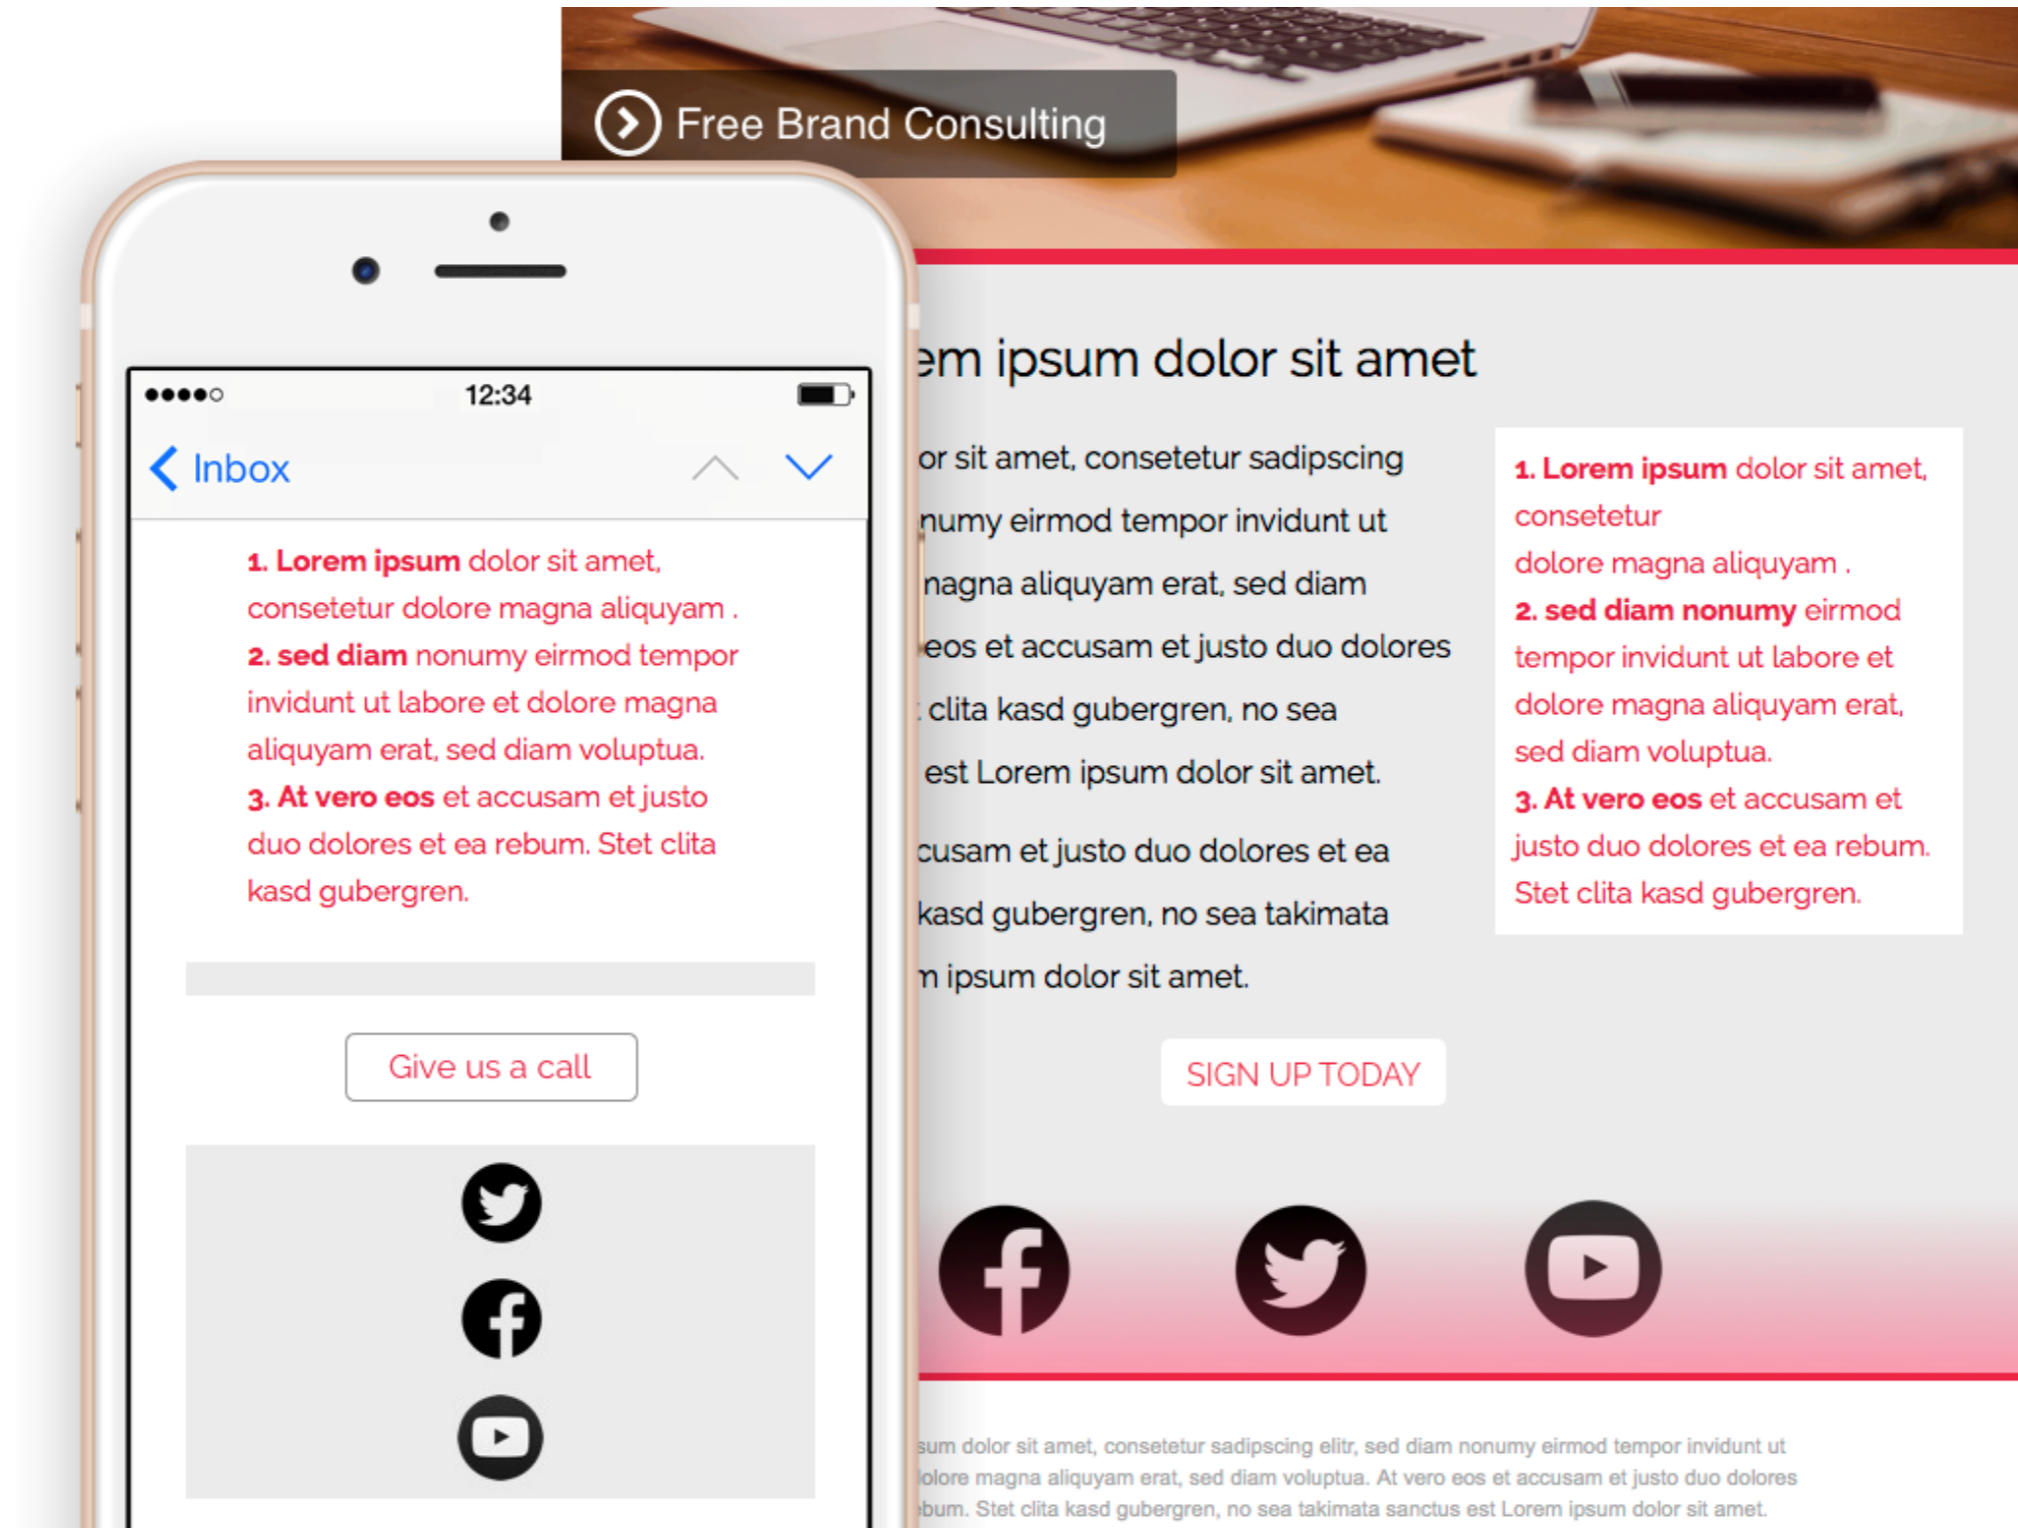 Free Brand Consulting
12:34
Inbox
1. Lorem ipsum dolor sit amet,
consetetur dolore magna aliquyam .
2. sed diam nonumy eirmod tempor
invidunt ut labore et dolore magna
aliquyam erat, sed diam voluptua.
3. At vero eos et accusam et justo
duo dolores et ea rebum. Stet clita
kasd gubergren.
Give us a call
ipsum dolor sit amet
sit amet, consetetur sadipscing
eirmod tempor invidunt ut
aliquyam erat, sed diam
eos et accusam et justo duo dolores
clita kasd gubergren, no sea
est Lorem ipsum dolor sit amet.
et justo duo dolores et ea
kasd gubergren, no sea takimata
ipsum dolor sit amet.
1. Lorem ipsum dolor sit amet,
consetetur
dolore magna aliquyam .
2. sed diam nonumy eirmod
tempor invidunt ut labore et
dolore magna aliquyam erat,
sed diam voluptua.
3. At vero eos et accusam et
justo duo dolores et ea rebum.
Stet clita kasd gubergren.
SIGN UP TODAY
dolor sit amet, consetetur sadipscing elitr, sed diam nonumy eirmod tempor invidunt ut
magna aliquyam erat, sed diam voluptua. At vero eos et accusam et justo duo dolores
Stet clita kasd gubergren, no sea takimata sanctus est Lorem ipsum dolor sit amet.